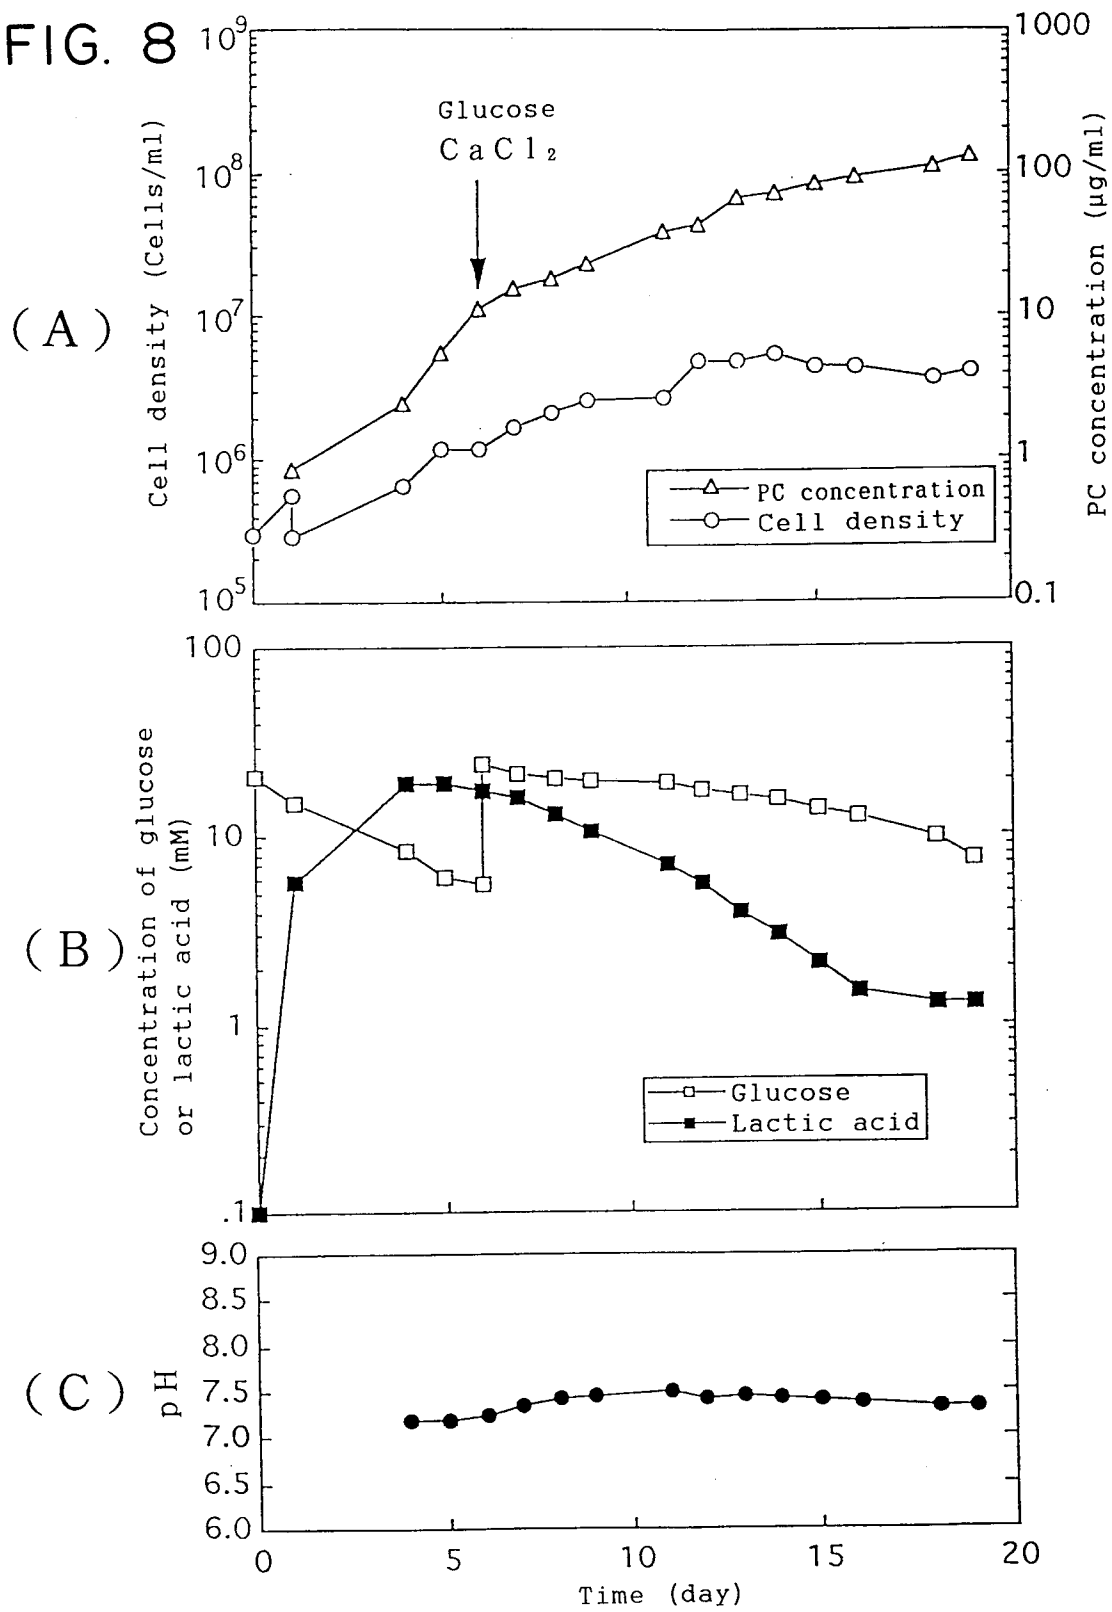 FIG. 8
10⁹
10⁸
10⁷
10⁶
10⁵
Cell density (Cells/ml)
1000
100
10
1
0.1
PC concentration (μg/ml)
Glucose
CaCl₂
(A)
PC concentration
Cell density
100
10
1
.1
Concentration of glucose
or lactic acid (mM)
(B)
Glucose
Lactic acid
9.0
8.5
8.0
7.5
7.0
6.5
6.0
pH
(C)
0 5 10 15 20
Time (day)